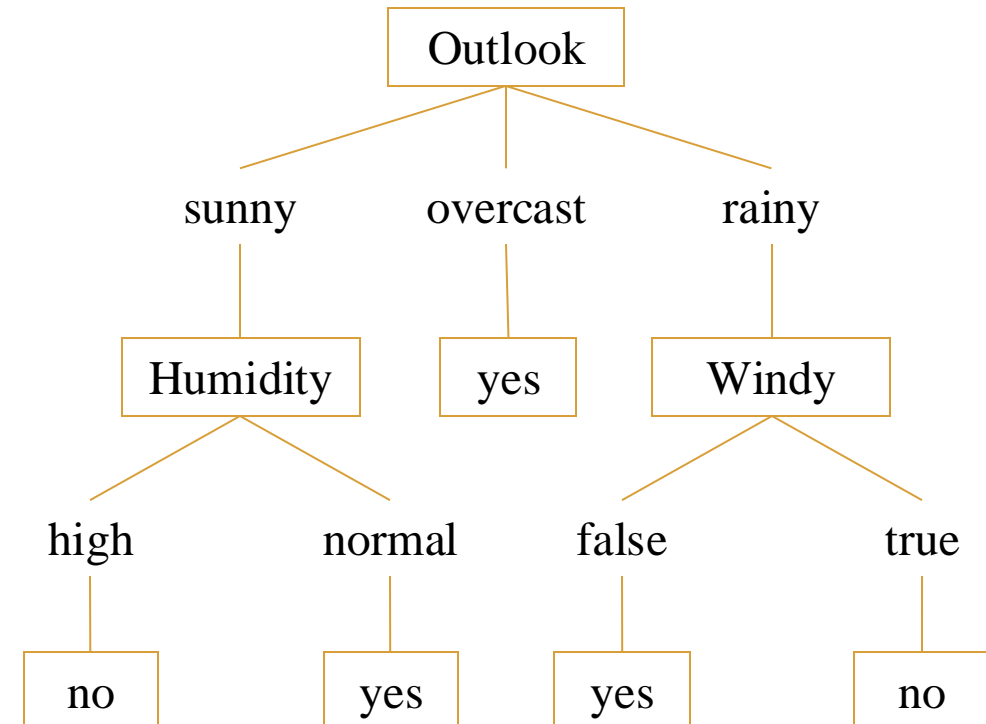 Outlook
sunny overcast rainy
Humidity yes Windy
high normal false true
no yes yes no